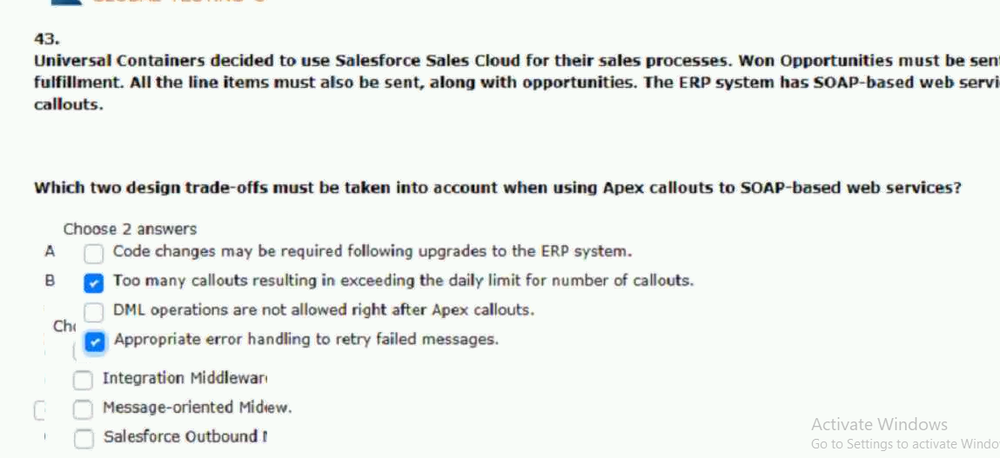 43.
Universal Containers decided to use Salesforce Sales Cloud for their sales processes. Won Opportunities must be sent
fulfillment. All the line items must also be sent, along with opportunities. The ERP system has SOAP-based web servi
callouts.
Which two design trade-offs must be taken into account when using Apex callouts to SOAP-based web services?
Choose 2 answers
A Code changes may be required following upgrades to the ERP system.
B Too many callouts resulting in exceeding the daily limit for number of callouts.
DML operations are not allowed right after Apex callouts.
Cho
Appropriate error handling to retry failed messages.
Integration Middleware
Message-oriented Midiew.
Salesforce Outbound
Activate Windows
Go to Settings to activate Windo